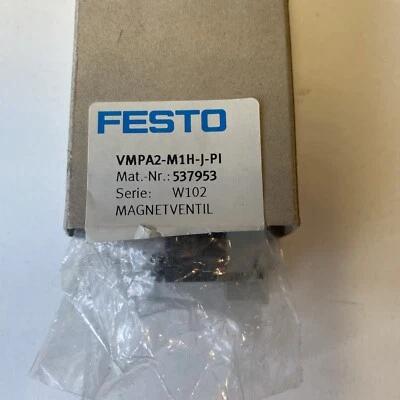 FESTO
VMPA2-M1H-J-PI
Mat.-Nr.: 537953
Serie: W102
MAGNETVENTIL